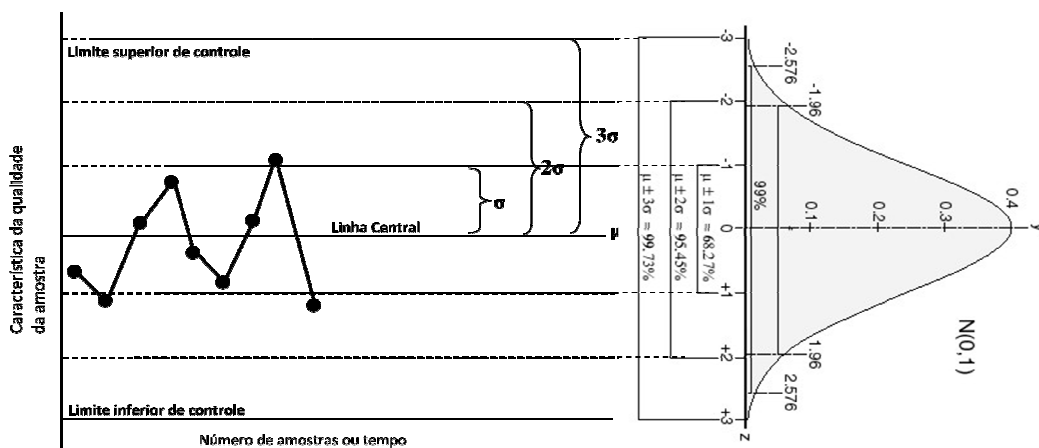 Limite superior de controle
3σ
2σ
σ
Linha Central
μ
Característica da qualidade
da amostra
Limite inferior de controle
Número de amostras ou tempo
μ ± 3σ = 99.73%
μ ± 2σ = 95.45%
μ ± 1σ = 68.27%
99%
-3
-2
-1
0
+1
+2
+3
z
-2.576
-1.96
1.96
2.576
0.1
0.2
0.3
0.4
y
N(0,1)